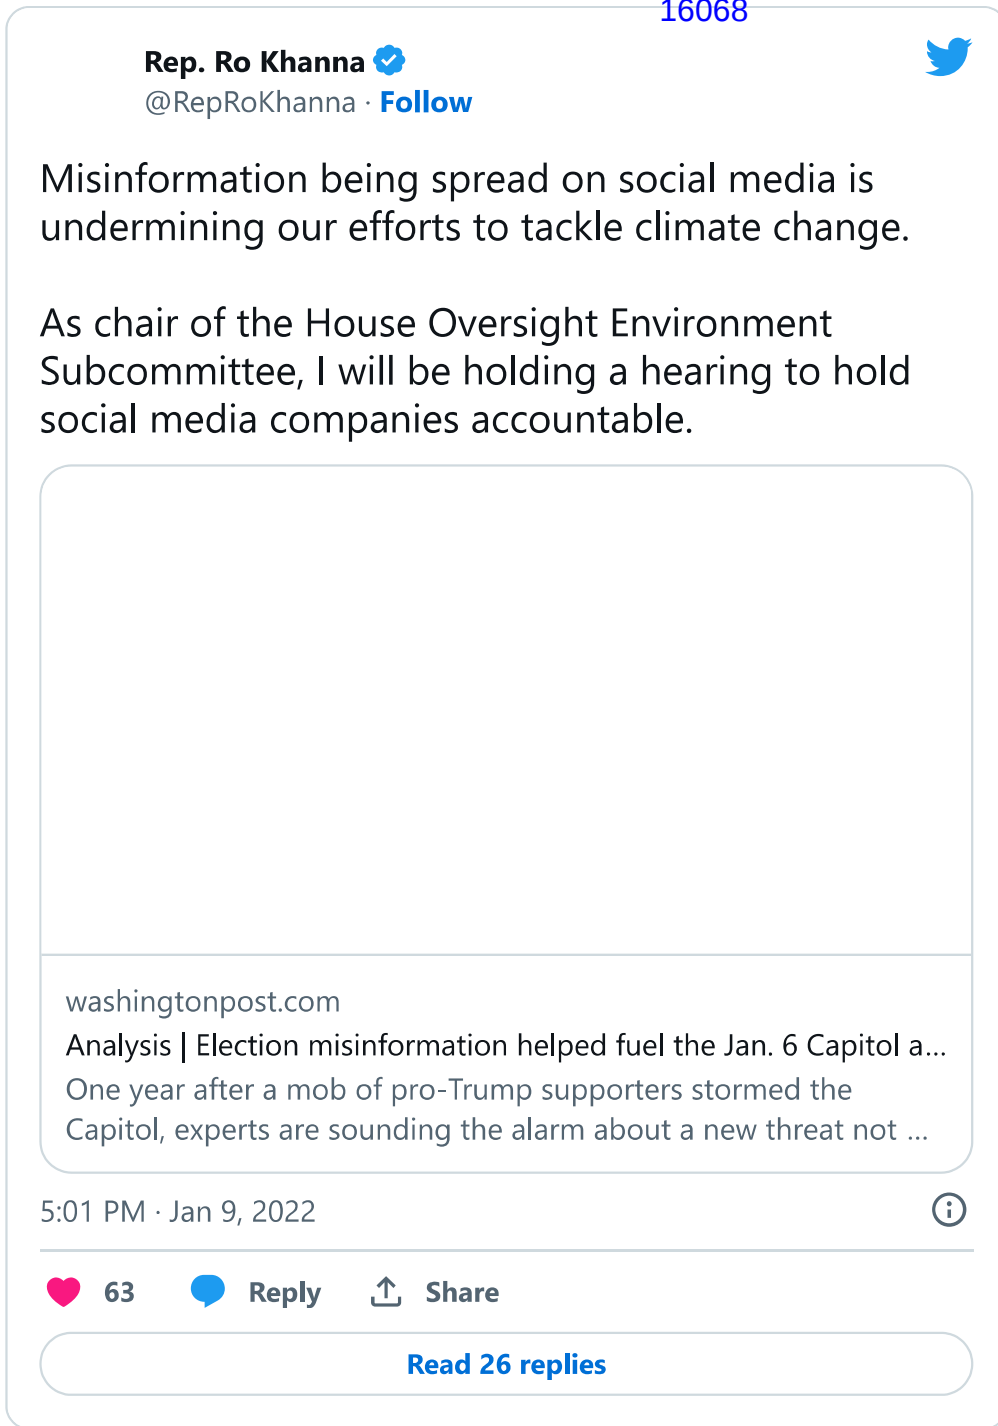 16068
Rep. Ro Khanna
@RepRoKhanna · Follow
Misinformation being spread on social media is
undermining our efforts to tackle climate change.
As chair of the House Oversight Environment
Subcommittee, I will be holding a hearing to hold
social media companies accountable.
washingtonpost.com
Analysis | Election misinformation helped fuel the Jan. 6 Capitol a...
One year after a mob of pro-Trump supporters stormed the
Capitol, experts are sounding the alarm about a new threat not ...
5:01 PM · Jan 9, 2022
63 Reply Share
Read 26 replies